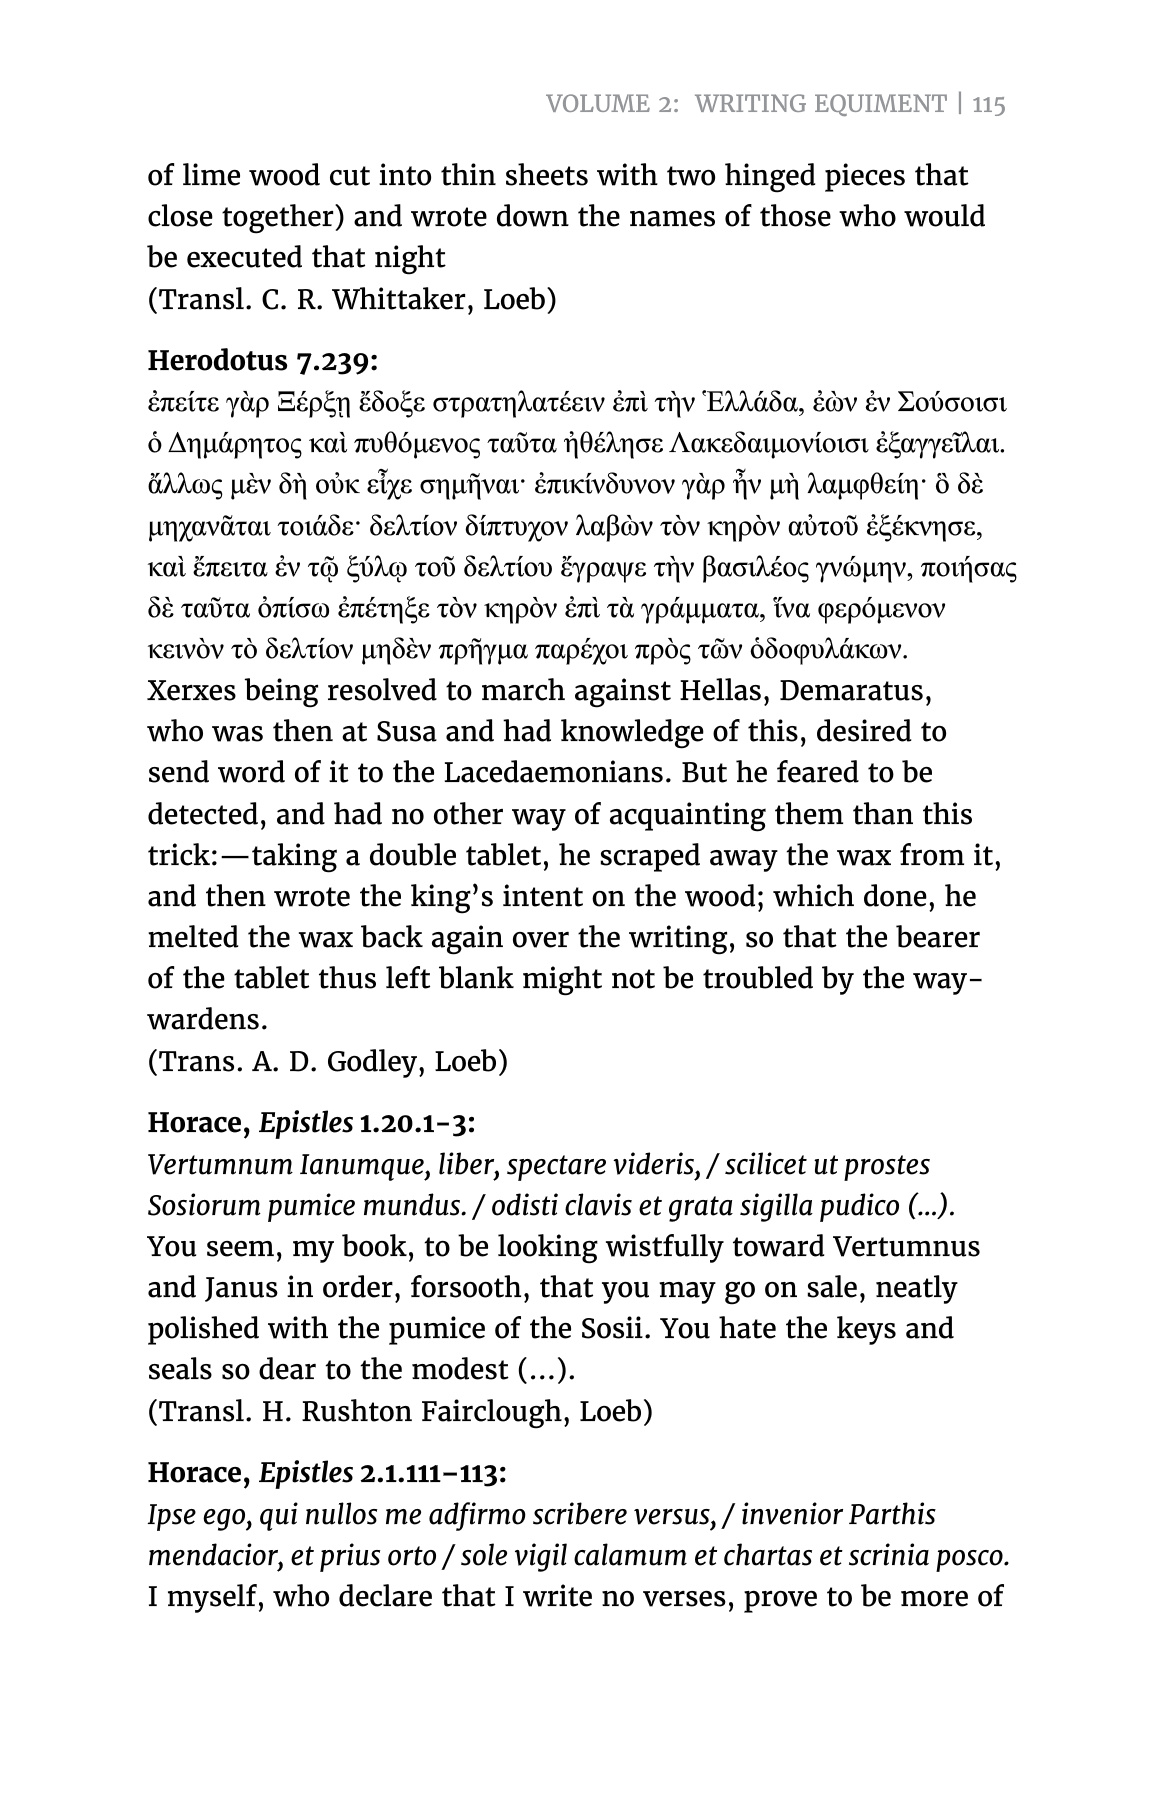 VOLUME 2: WRITING EQUIMENT | 115
of lime wood cut into thin sheets with two hinged pieces that
close together) and wrote down the names of those who would
be executed that night
(Transl. C. R. Whittaker, Loeb)
Herodotus 7.239:
ἐπείτε γὰρ Ξέρξῃ ἔδοξε στρατηλατέειν ἐπὶ τὴν Ἑλλάδα, ἐὼν ἐν Σούσοισι
ὁ Δημάρητος καὶ πυθόμενος ταῦτα ἠθέλησε Λακεδαιμονίοισι ἐξαγγεῖλαι.
ἄλλως μὲν δὴ οὐκ εἶχε σημῆναι· ἐπικίνδυνον γὰρ ἦν μὴ λαμφθείη· ὃ δὲ
μηχανᾶται τοιάδε· δελτίον δίπτυχον λαβὼν τὸν κηρὸν αὐτοῦ ἐξέκνησε,
καὶ ἔπειτα ἐν τῷ ξύλῳ τοῦ δελτίου ἔγραψε τὴν βασιλέος γνώμην, ποιήσας
δὲ ταῦτα ὀπίσω ἐπέτηξε τὸν κηρὸν ἐπὶ τὰ γράμματα, ἵνα φερόμενον
κεινὸν τὸ δελτίον μηδὲν πρῆγμα παρέχοι πρὸς τῶν ὁδοφυλάκων.
Xerxes being resolved to march against Hellas, Demaratus,
who was then at Susa and had knowledge of this, desired to
send word of it to the Lacedaemonians. But he feared to be
detected, and had no other way of acquainting them than this
trick:—taking a double tablet, he scraped away the wax from it,
and then wrote the king’s intent on the wood; which done, he
melted the wax back again over the writing, so that the bearer
of the tablet thus left blank might not be troubled by the way-
wardens.
(Trans. A. D. Godley, Loeb)
Horace, Epistles 1.20.1–3:
Vertumnum Ianumque, liber, spectare videris, / scilicet ut prostes
Sosiorum pumice mundus. / odisti clavis et grata sigilla pudico (…).
You seem, my book, to be looking wistfully toward Vertumnus
and Janus in order, forsooth, that you may go on sale, neatly
polished with the pumice of the Sosii. You hate the keys and
seals so dear to the modest (…).
(Transl. H. Rushton Fairclough, Loeb)
Horace, Epistles 2.1.111–113:
Ipse ego, qui nullos me adfirmo scribere versus, / invenior Parthis
mendacior, et prius orto / sole vigil calamum et chartas et scrinia posco.
I myself, who declare that I write no verses, prove to be more of